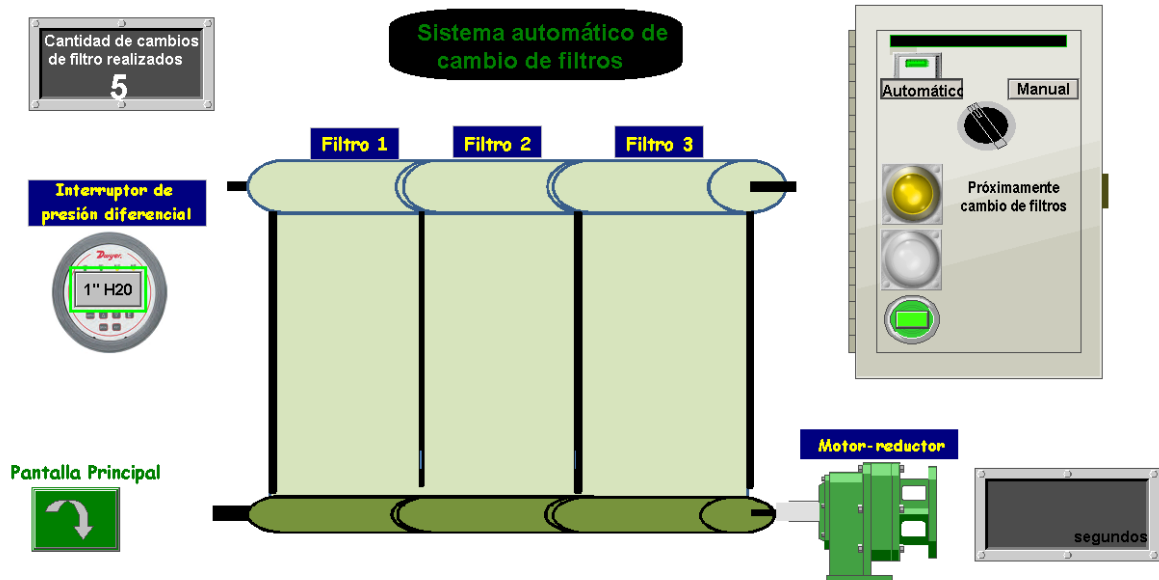 Cantidad de cambios
de filtro realizados
5
Sistema automático de
cambio de filtros
Automático
Manual
Filtro 1
Filtro 2
Filtro 3
Interruptor de
presión diferencial
Próximamente
cambio de filtros
Dwyer
1" H20
Motor-reductor
Pantalla Principal
segundos